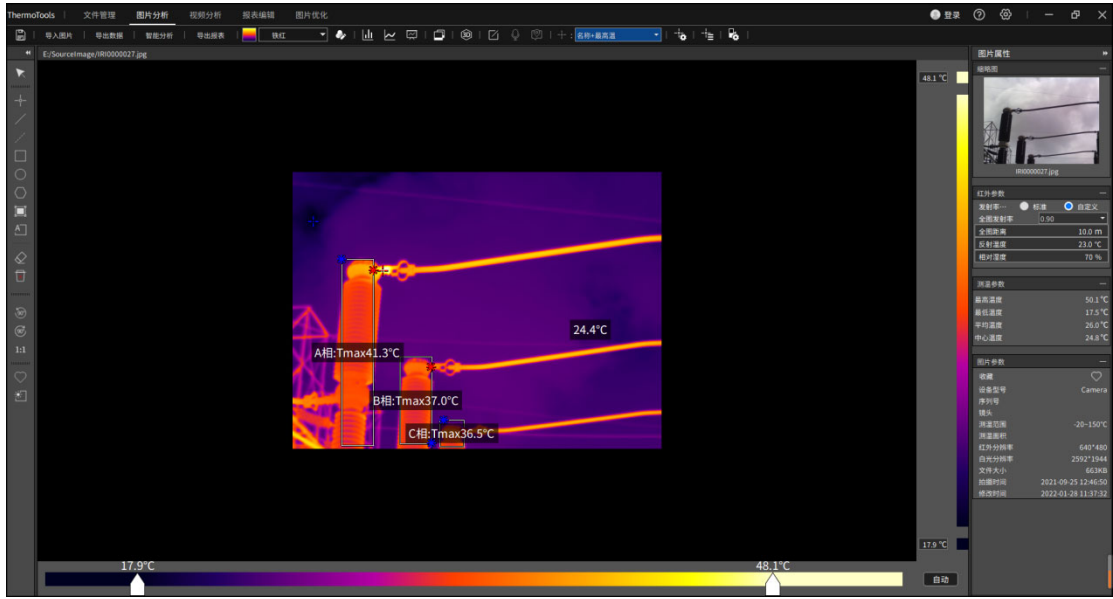 ThermoTools 文件管理 图片分析 视频分析 报表编辑 图片优化 登录
导入图片 导出数据 智能分析 导出报表 铁红 名称+最高温
E:/SourceImage/IRI0000027.jpg
图片属性
缩略图
IRI0000027.jpg
红外参数
发射率… 标准 自定义
全图发射率 0.90
全图距离 10.0 m
反射温度 23.0 ℃
相对湿度 70 %
测温参数
最高温度 50.1℃
最低温度 17.5℃
平均温度 26.0℃
中心温度 24.8℃
图片参数
收藏
设备型号 Camera
序列号
镜头
测温范围 -20~150℃
测温面积
红外分辨率 640*480
白光分辨率 2592*1944
文件大小 663KB
拍摄时间 2021-09-25 12:46:50
修改时间 2022-01-28 11:37:32
48.1 ℃
24.4°C
A相:Tmax41.3°C
B相:Tmax37.0°C
C相:Tmax36.5°C
1:1
17.9 ℃
17.9°C 48.1°C
自动